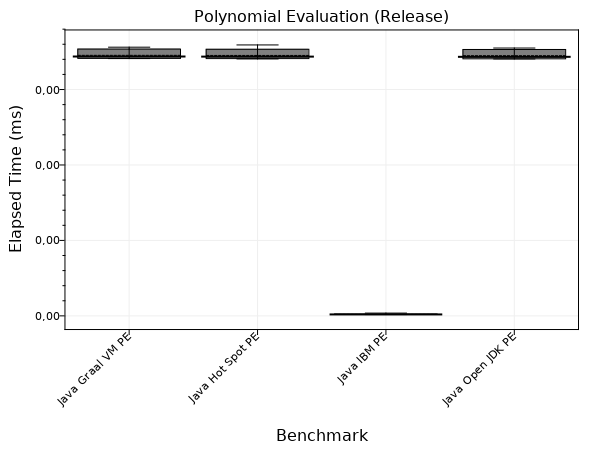 Polynomial Evaluation (Release)
Elapsed Time (ms)
0,00
0,00
0,00
0,00
Java Graal VM PE
Java Hot Spot PE
Java IBM PE
Java Open JDK PE
Benchmark